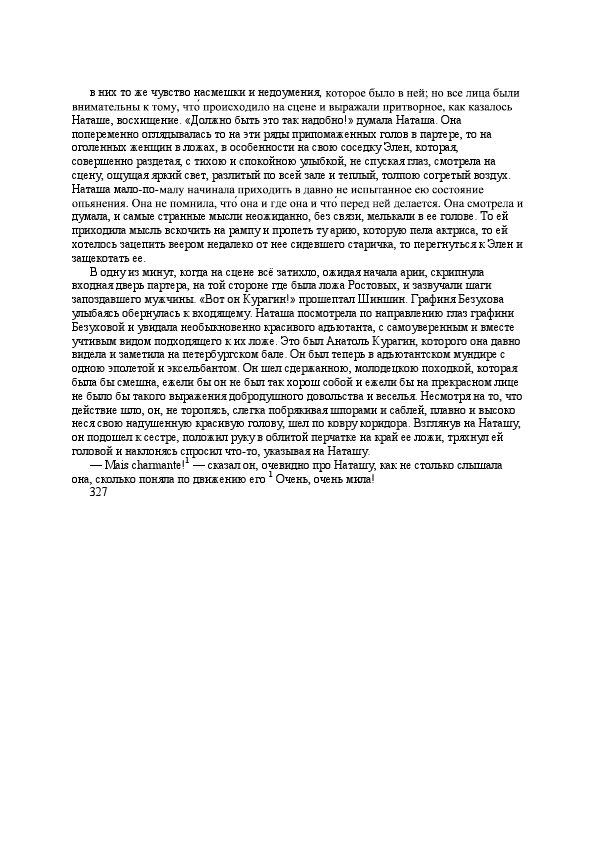 в них то же чувство насмешки и недоумения, которое было в ней; но все лица были
внимательны к тому, что́ происходило на сцене и выражали притворное, как казалось
Наташе, восхищение. «Должно быть это так надобно!» думала Наташа. Она
попеременно оглядывалась то на эти ряды припомаженных голов в партере, то на
оголенных женщин в ложах, в особенности на свою соседку Элен, которая,
совершенно раздетая, с тихою и спокойною улыбкой, не спуская глаз, смотрела на
сцену, ощущая яркий свет, разлитый по всей зале и теплый, толпою согретый воздух.
Наташа мало-по-малу начинала приходить в давно не испытанное ею состояние
опьянения. Она не помнила, что́ она и где она и что́ перед ней делается. Она смотрела и
думала, и самые странные мысли неожиданно, без связи, мелькали в ее голове. То ей
приходила мысль вскочить на рампу и пропеть ту арию, которую пела актриса, то ей
хотелось зацепить веером недалеко от нее сидевшего старичка, то перегнуться к Элен и
защекотать ее.
В одну из минут, когда на сцене всё затихло, ожидая начала арии, скрипнула
входная дверь партера, на той стороне где была ложа Ростовых, и зазвучали шаги
запоздавшего мужчины. «Вот он Курагин!» прошептал Шиншин. Графиня Безухова
улыбаясь обернулась к входящему. Наташа посмотрела по направлению глаз графини
Безуховой и увидала необыкновенно красивого адъютанта, с самоуверенным и вместе
учтивым видом подходящего к их ложе. Это был Анатоль Курагин, которого она давно
видела и заметила на петербургском бале. Он был теперь в адъютантском мундире с
одною эполетой и эксельбантом. Он шел сдержанною, молодецкою походкой, которая
была бы смешна, ежели бы он не был так хорош собой и ежели бы на прекрасном лице
не было бы такого выражения добродушного довольства и веселья. Несмотря на то, что
действие шло, он, не торопясь, слегка побрякивая шпорами и саблей, плавно и высоко
неся свою надушенную красивую голову, шел по ковру коридора. Взглянув на Наташу,
он подошел к сестре, положил руку в облитой перчатке на край ее ложи, тряхнул ей
головой и наклонясь спросил что-то, указывая на Наташу.
— Mais charmante!¹ — сказал он, очевидно про Наташу, как не столько слышала
она, сколько поняла по движению его ¹ Очень, очень мила!
327